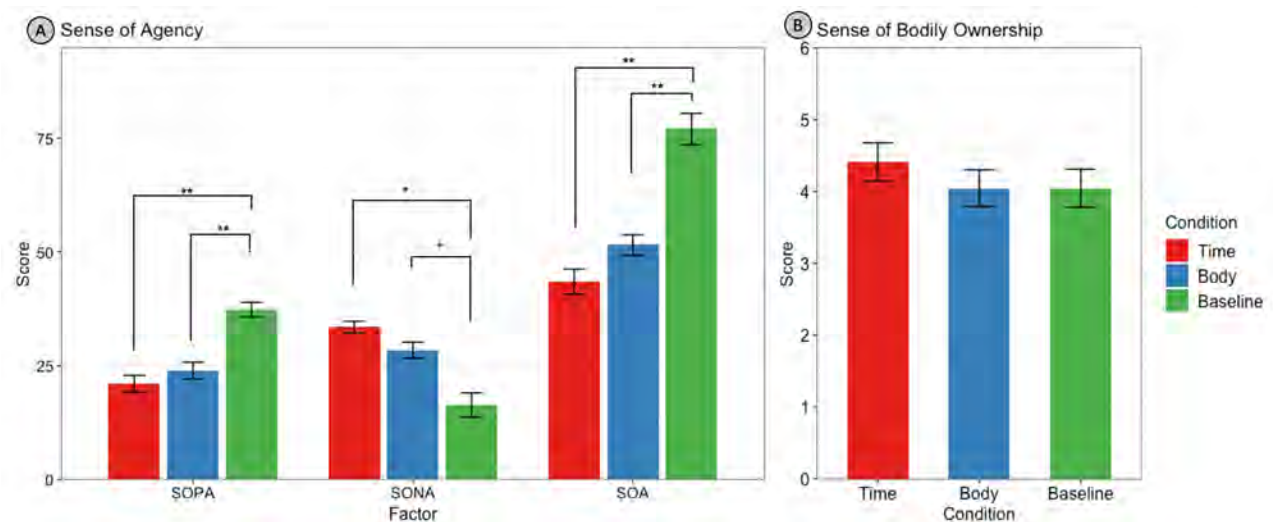 A Sense of Agency
**
**
*
+
**
**
75
50
25
0
Score
SOPA
SONA
SOA
Factor
B Sense of Bodily Ownership
6
5
4
3
2
1
0
Score
Time
Body
Baseline
Condition
Condition
Time
Body
Baseline